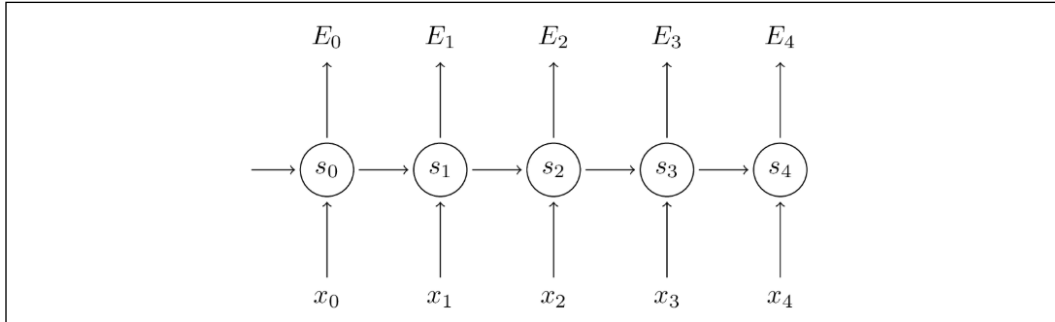 E₀ E₁ E₂ E₃ E₄
s₀ s₁ s₂ s₃ s₄
x₀ x₁ x₂ x₃ x₄